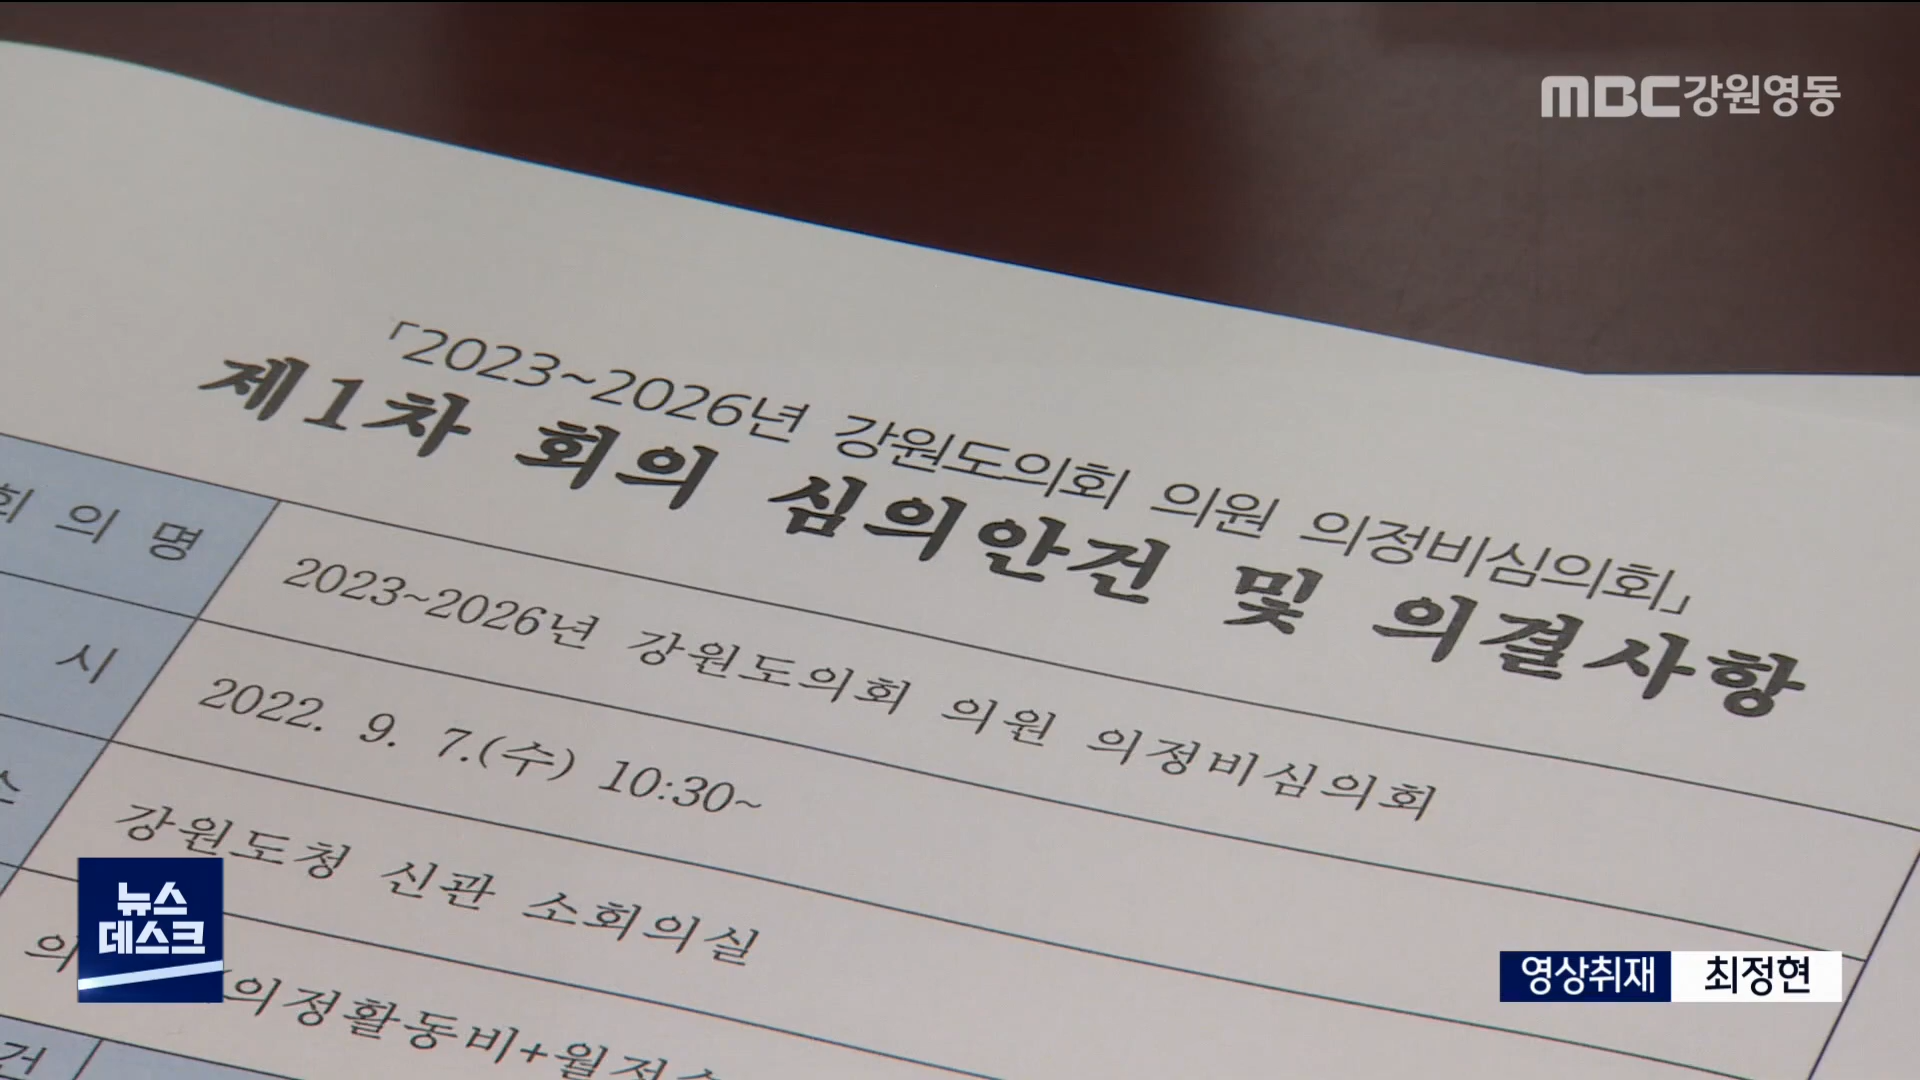 MBC강원영동
「2023~2026년 강원도의회 의원 의정비심의회」
제1차 회의 심의안건 및 의결사항
회 의 명
2023~2026년 강원도의회 의원 의정비심의회
시
2022. 9. 7.(수) 10:30~
강원도청 신관 소회의실
(의정활동비+월정수
건
뉴스
데스크
영상취재 최정현